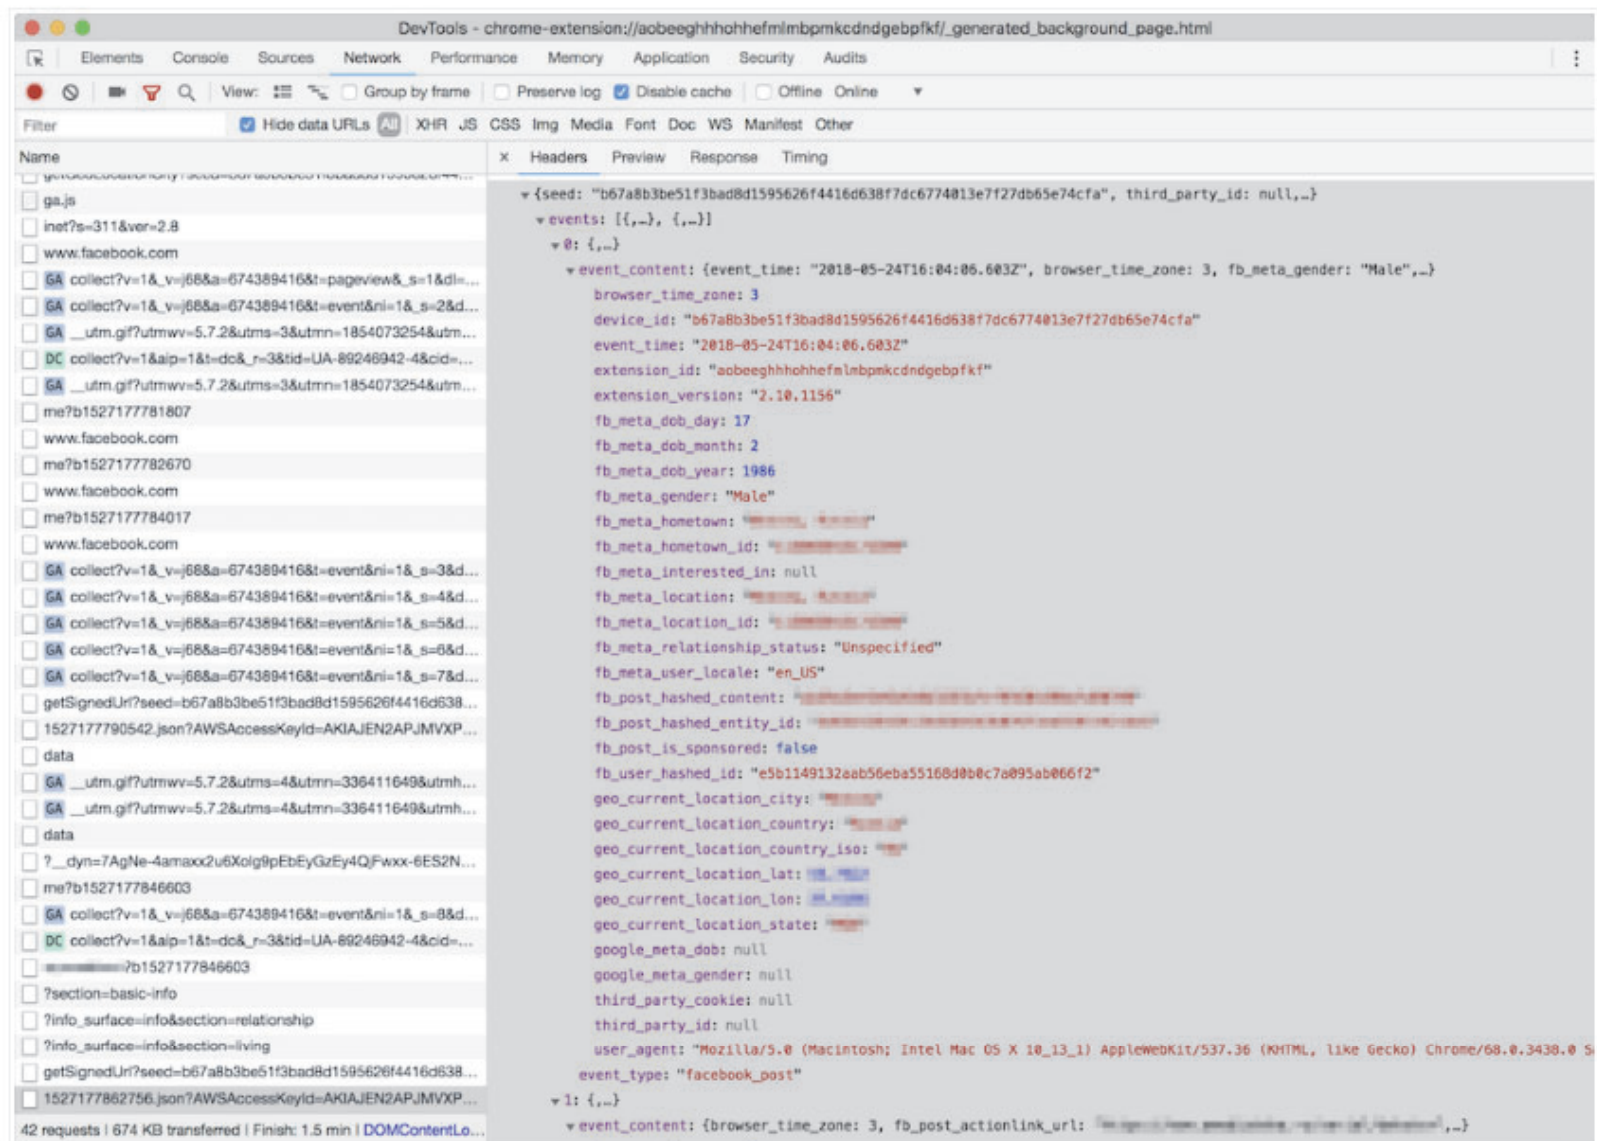 DevTools - chrome-extension://aobeeghhhohhefmlmbpmkcdndgebpfkf/_generated_background_page.html
Elements Console Sources Network Performance Memory Application Security Audits
View: Group by frame Preserve log Disable cache Offline Online
Filter Hide data URLs All XHR JS CSS Img Media Font Doc WS Manifest Other
Name
ga.js
inet?s=311&ver=2.8
www.facebook.com
GA collect?v=1&_v=j68&a=674389416&t=pageview&_s=1&dl=...
GA collect?v=1&_v=j68&a=674389416&t=event&ni=1&_s=2&d...
GA __utm.gif?utmwv=5.7.2&utms=3&utmn=1854073254&utm...
DC collect?v=1&aip=1&t=dc&_r=3&tid=UA-89246942-4&cid=...
GA __utm.gif?utmwv=5.7.2&utms=3&utmn=1854073254&utm...
me?b1527177781807
www.facebook.com
me?b1527177782670
www.facebook.com
me?b1527177784017
www.facebook.com
GA collect?v=1&_v=j68&a=674389416&t=event&ni=1&_s=3&d...
GA collect?v=1&_v=j68&a=674389416&t=event&ni=1&_s=4&d...
GA collect?v=1&_v=j68&a=674389416&t=event&ni=1&_s=5&d...
GA collect?v=1&_v=j68&a=674389416&t=event&ni=1&_s=6&d...
GA collect?v=1&_v=j68&a=674389416&t=event&ni=1&_s=7&d...
getSignedUrl?seed=b67a8b3be51f3bad8d1595626f4416d638...
1527177790542.json?AWSAccessKeyId=AKIAJEN2APJMVXP...
data
GA __utm.gif?utmwv=5.7.2&utms=4&utmn=336411649&utmh...
GA __utm.gif?utmwv=5.7.2&utms=4&utmn=336411649&utmh...
data
?__dyn=7AgNe-4amaxx2u6Xolg9pEbEyGzEy4QjFwxx-6ES2N...
me?b1527177846603
GA collect?v=1&_v=j68&a=674389416&t=event&ni=1&_s=8&d...
DC collect?v=1&aip=1&t=dc&_r=3&tid=UA-89246942-4&cid=...
?b1527177846603
?section=basic-info
?info_surface=info&section=relationship
?info_surface=info&section=living
getSignedUrl?seed=b67a8b3be51f3bad8d1595626f4416d638...
1527177862756.json?AWSAccessKeyId=AKIAJEN2APJMVXP...
42 requests | 674 KB transferred | Finish: 1.5 min | DOMContentLo...
× Headers Preview Response Timing
{seed: "b67a8b3be51f3bad8d1595626f4416d638f7dc6774013e7f27db65e74cfa", third_party_id: null,…}
events: [{,…}, {,…}]
0: {,…}
event_content: {event_time: "2018-05-24T16:04:06.603Z", browser_time_zone: 3, fb_meta_gender: "Male",…}
browser_time_zone: 3
device_id: "b67a8b3be51f3bad8d1595626f4416d638f7dc6774013e7f27db65e74cfa"
event_time: "2018-05-24T16:04:06.603Z"
extension_id: "aobeeghhhohhefmlmbpmkcdndgebpfkf"
extension_version: "2.10.1156"
fb_meta_dob_day: 17
fb_meta_dob_month: 2
fb_meta_dob_year: 1986
fb_meta_gender: "Male"
fb_meta_hometown:
fb_meta_hometown_id:
fb_meta_interested_in: null
fb_meta_location:
fb_meta_location_id:
fb_meta_relationship_status: "Unspecified"
fb_meta_user_locale: "en_US"
fb_post_hashed_content:
fb_post_hashed_entity_id:
fb_post_is_sponsored: false
fb_user_hashed_id: "e5b1149132aab56eba55168d0b0c7a095ab066f2"
geo_current_location_city:
geo_current_location_country:
geo_current_location_country_iso:
geo_current_location_lat:
geo_current_location_lon:
geo_current_location_state:
google_meta_dob: null
google_meta_gender: null
third_party_cookie: null
third_party_id: null
user_agent: "Mozilla/5.0 (Macintosh; Intel Mac OS X 10_13_1) AppleWebKit/537.36 (KHTML, like Gecko) Chrome/68.0.3438.0
event_type: "facebook_post"
1: {,…}
event_content: {browser_time_zone: 3, fb_post_actionlink_url: ,…}